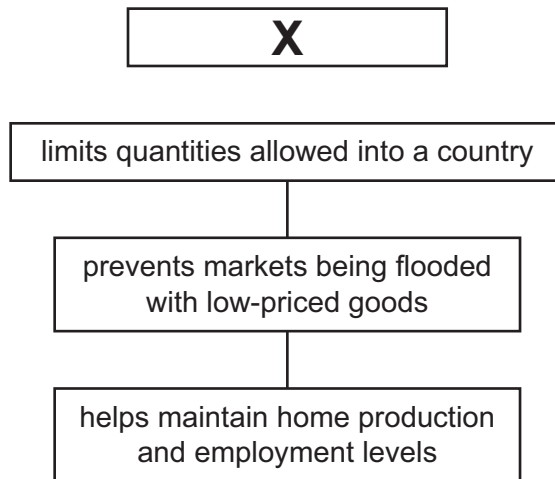 X
limits quantities allowed into a country
prevents markets being flooded
with low-priced goods
helps maintain home production
and employment levels